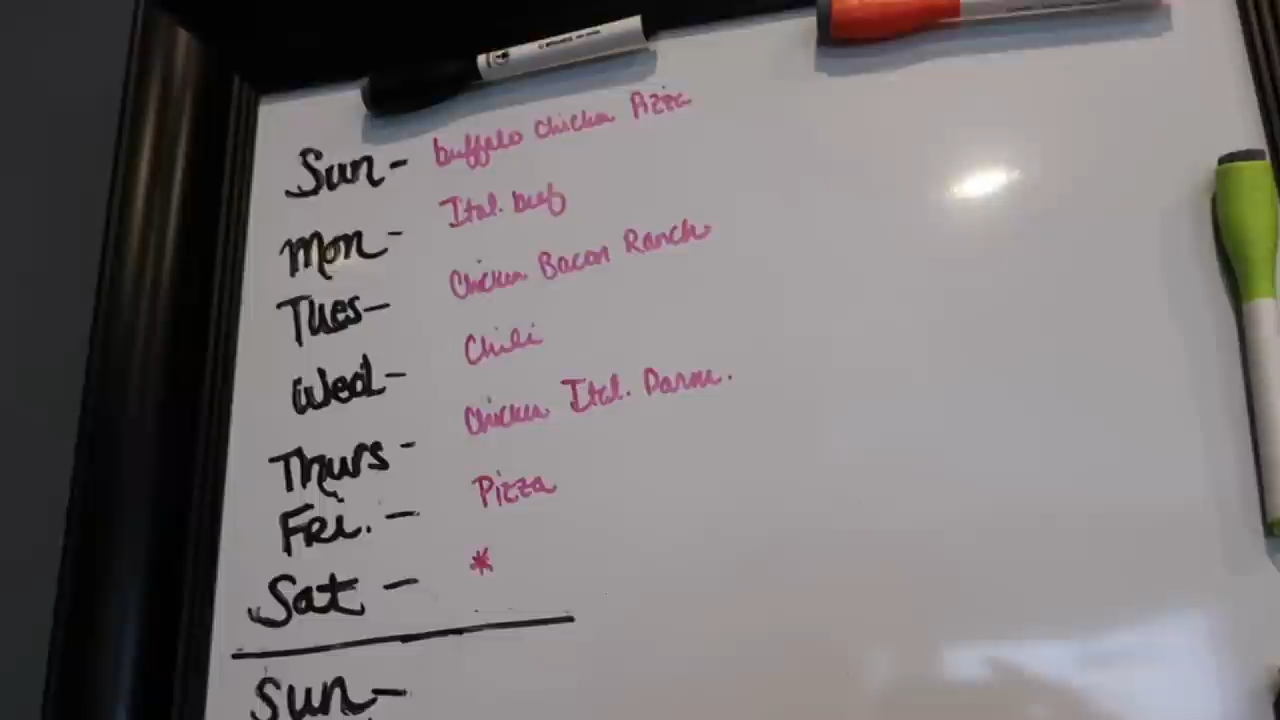 Sun- buffalo chicken Pizza
Mon- Ital. beef
Tues- Chicken Bacon Ranch
Wed- Chili
Thurs- Chicken Ital. Parm.
Fri.- Pizza
Sat- *
Sun-